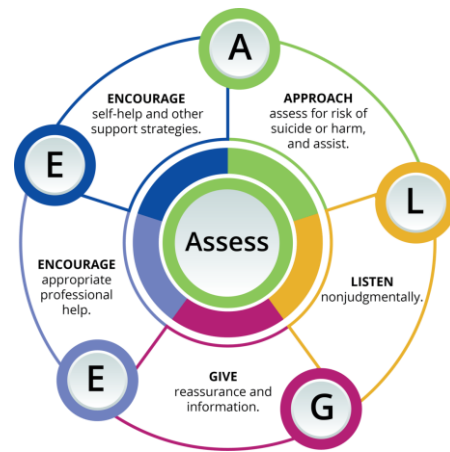 A
APPROACH
assess for risk of
suicide or harm,
and assist.
L
LISTEN
nonjudgmentally.
G
GIVE
reassurance and
information.
E
ENCOURAGE
appropriate
professional
help.
E
ENCOURAGE
self-help and other
support strategies.
Assess